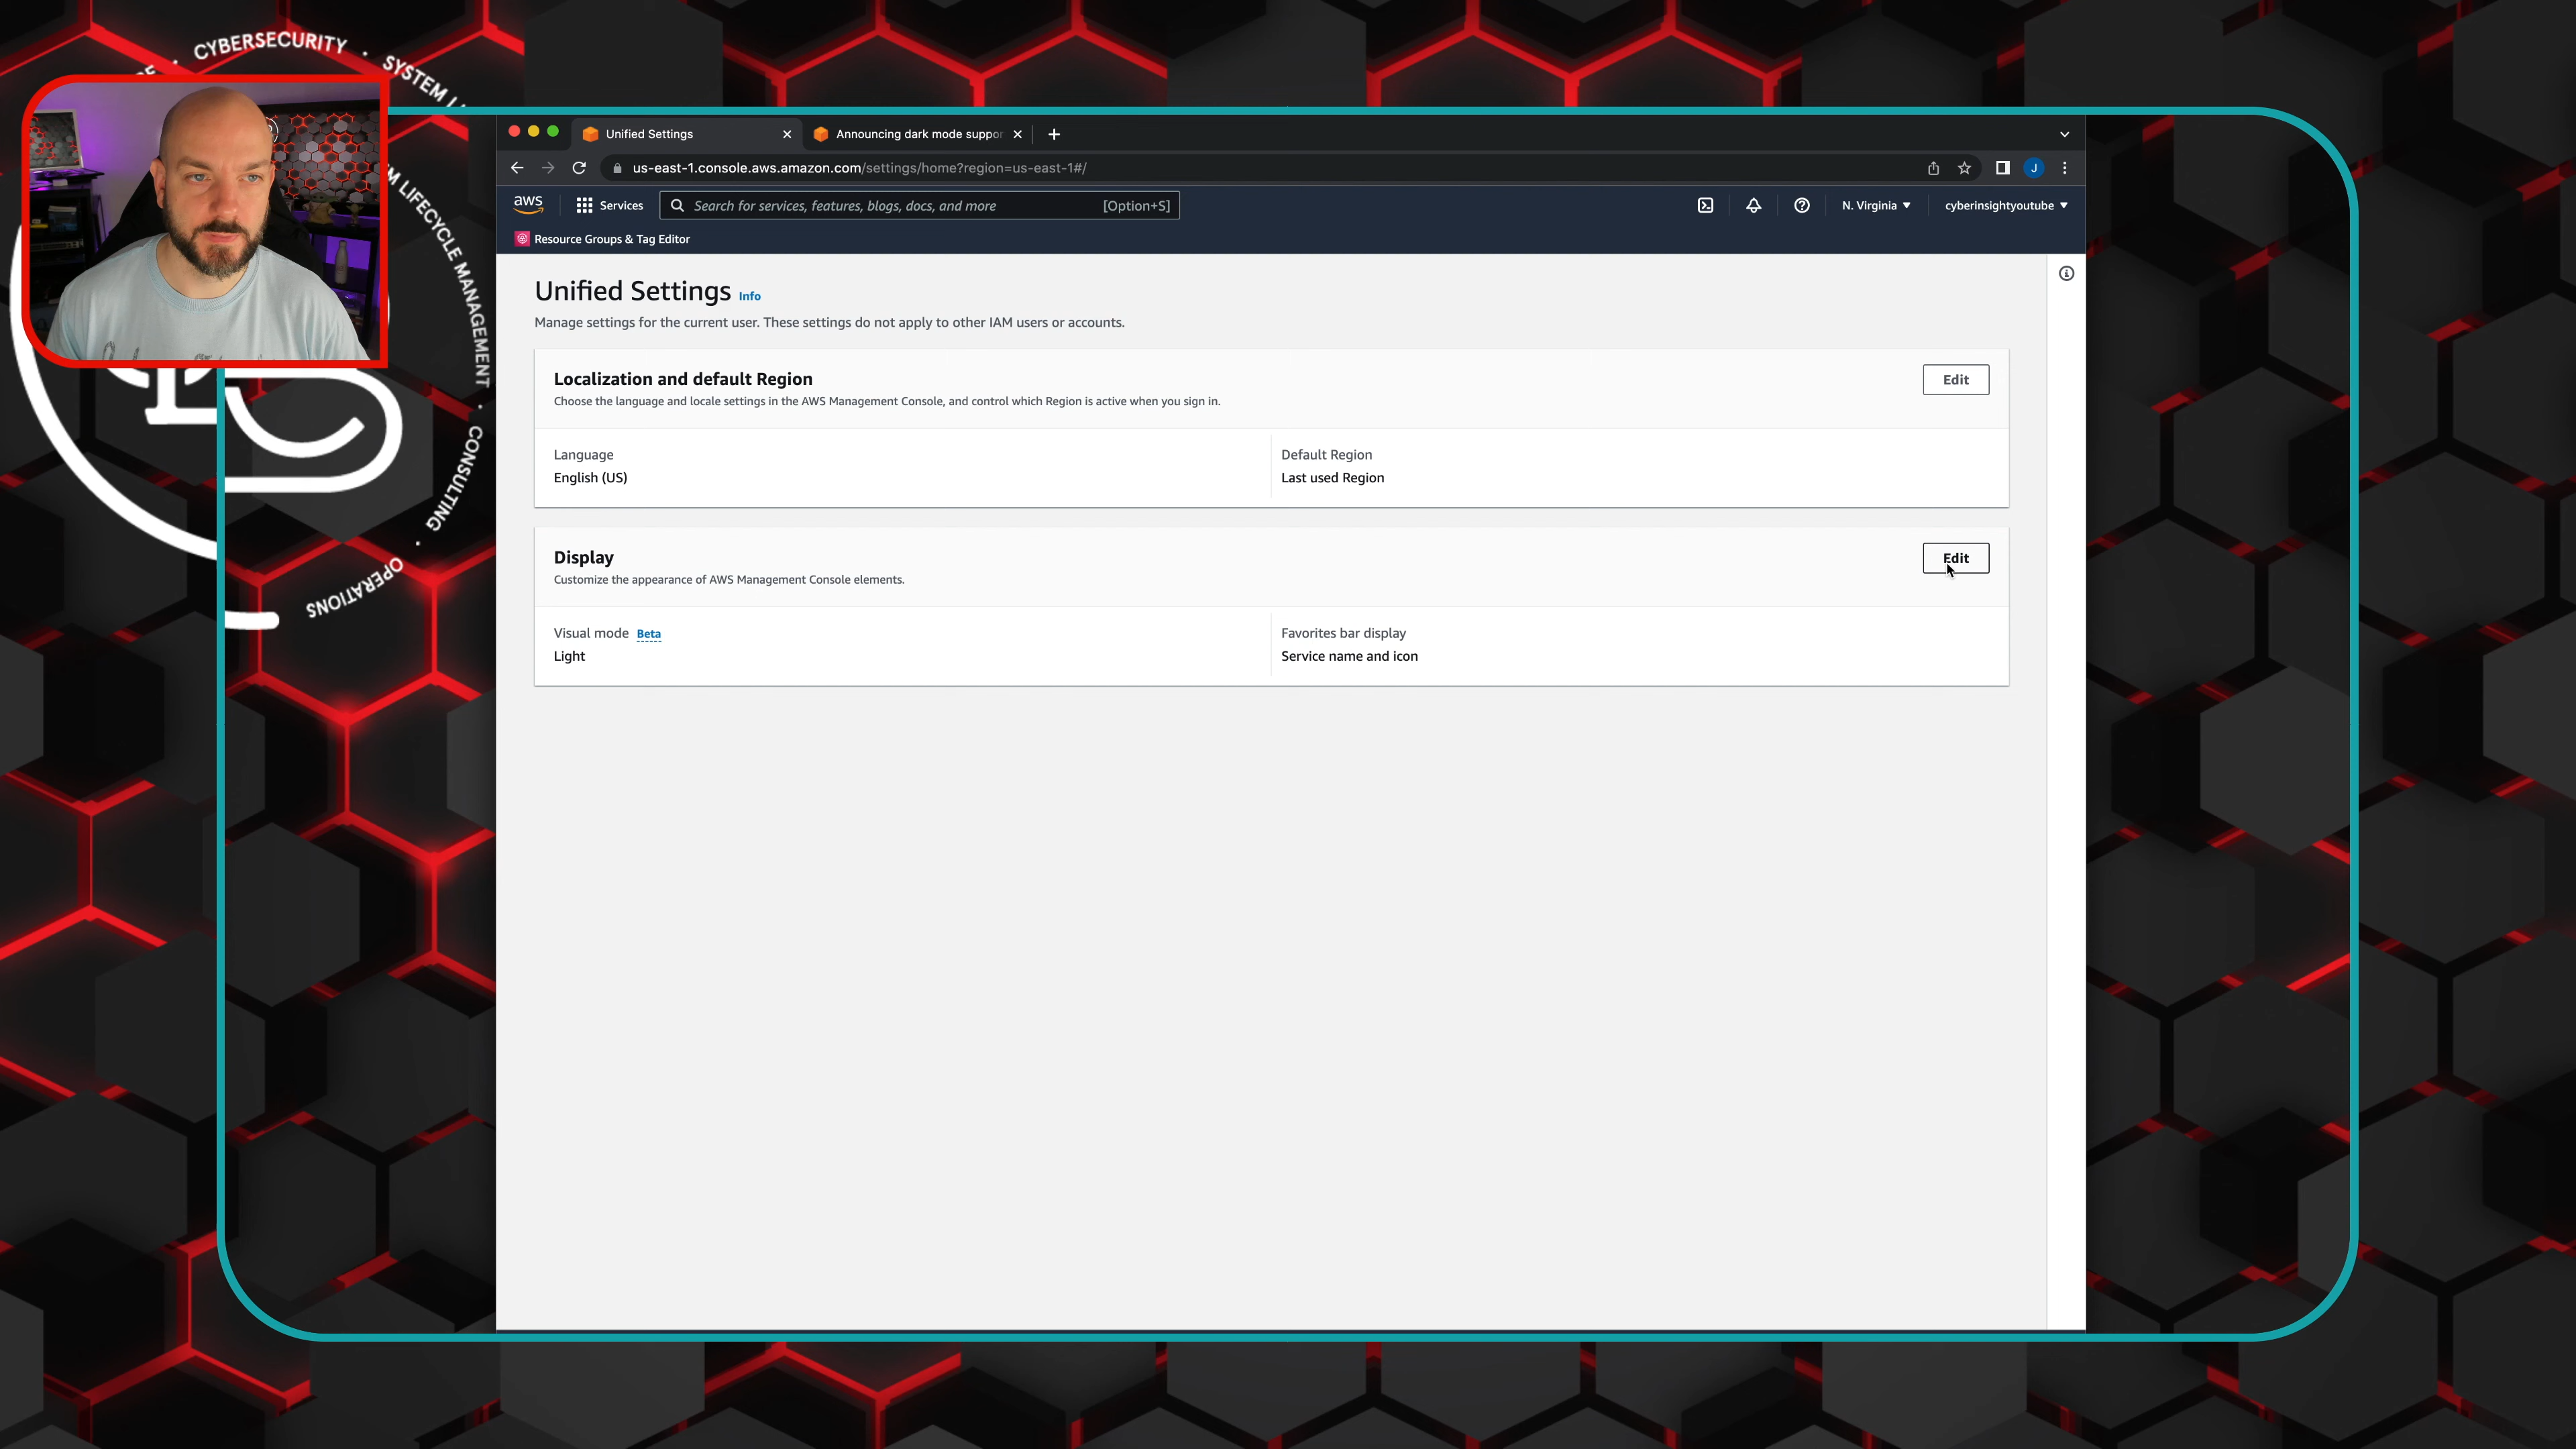 CYBERSECURITY · SYSTEM LIFECYCLE MANAGEMENT · CONSULTING · OPERATIONS
Unified Settings
Announcing dark mode suppor
us-east-1.console.aws.amazon.com/settings/home?region=us-east-1#/
J
aws
Services
Search for services, features, blogs, docs, and more
[Option+S]
N. Virginia
cyberinsightyoutube
Resource Groups & Tag Editor
Unified Settings Info
Manage settings for the current user. These settings do not apply to other IAM users or accounts.
Localization and default Region
Edit
Choose the language and locale settings in the AWS Management Console, and control which Region is active when you sign in.
Language
Default Region
English (US)
Last used Region
Display
Edit
Customize the appearance of AWS Management Console elements.
Visual mode Beta
Favorites bar display
Light
Service name and icon